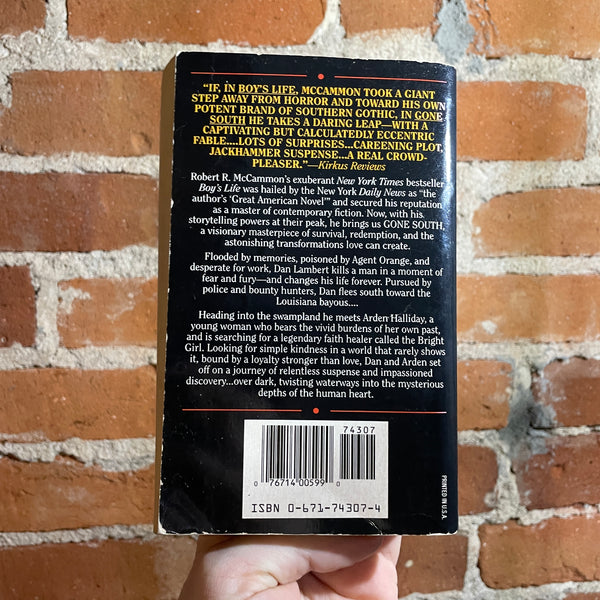 “IF, IN BOY'S LIFE, MCCAMMON TOOK A GIANT
STEP AWAY FROM HORROR AND TOWARD HIS OWN
POTENT BRAND OF SOUTHERN GOTHIC, IN GONE
SOUTH HE TAKES A DARING LEAP—WITH A
CAPTIVATING BUT CALCULATEDLY ECCENTRIC
FABLE....LOTS OF SURPRISES...CAREENING PLOT,
JACKHAMMER SUSPENSE...A REAL CROWD-
PLEASER.”—Kirkus Reviews
Robert R. McCammon's exuberant New York Times bestseller
Boy's Life was hailed by the New York Daily News as “the
author's ‘Great American Novel’” and secured his reputation
as a master of contemporary fiction. Now, with his
storytelling powers at their peak, he brings us GONE SOUTH,
a visionary masterpiece of survival, redemption, and the
astonishing transformations love can create.
Flooded by memories, poisoned by Agent Orange, and
desperate for work, Dan Lambert kills a man in a moment of
fear and fury—and changes his life forever. Pursued by
police and bounty hunters, Dan flees south toward the
Louisiana bayous....
Heading into the swampland he meets Arden Halliday, a
young woman who bears the vivid burdens of her own past,
and is searching for a legendary faith healer called the Bright
Girl. Looking for simple kindness in a world that rarely shows
it, bound by a loyalty stronger than love, Dan and Arden set
off on a journey of relentless suspense and impassioned
discovery...over dark, twisting waterways into the mysterious
depths of the human heart.
74307
0 76714 00599 0
ISBN 0-671-74307-4
PRINTED IN U.S.A.